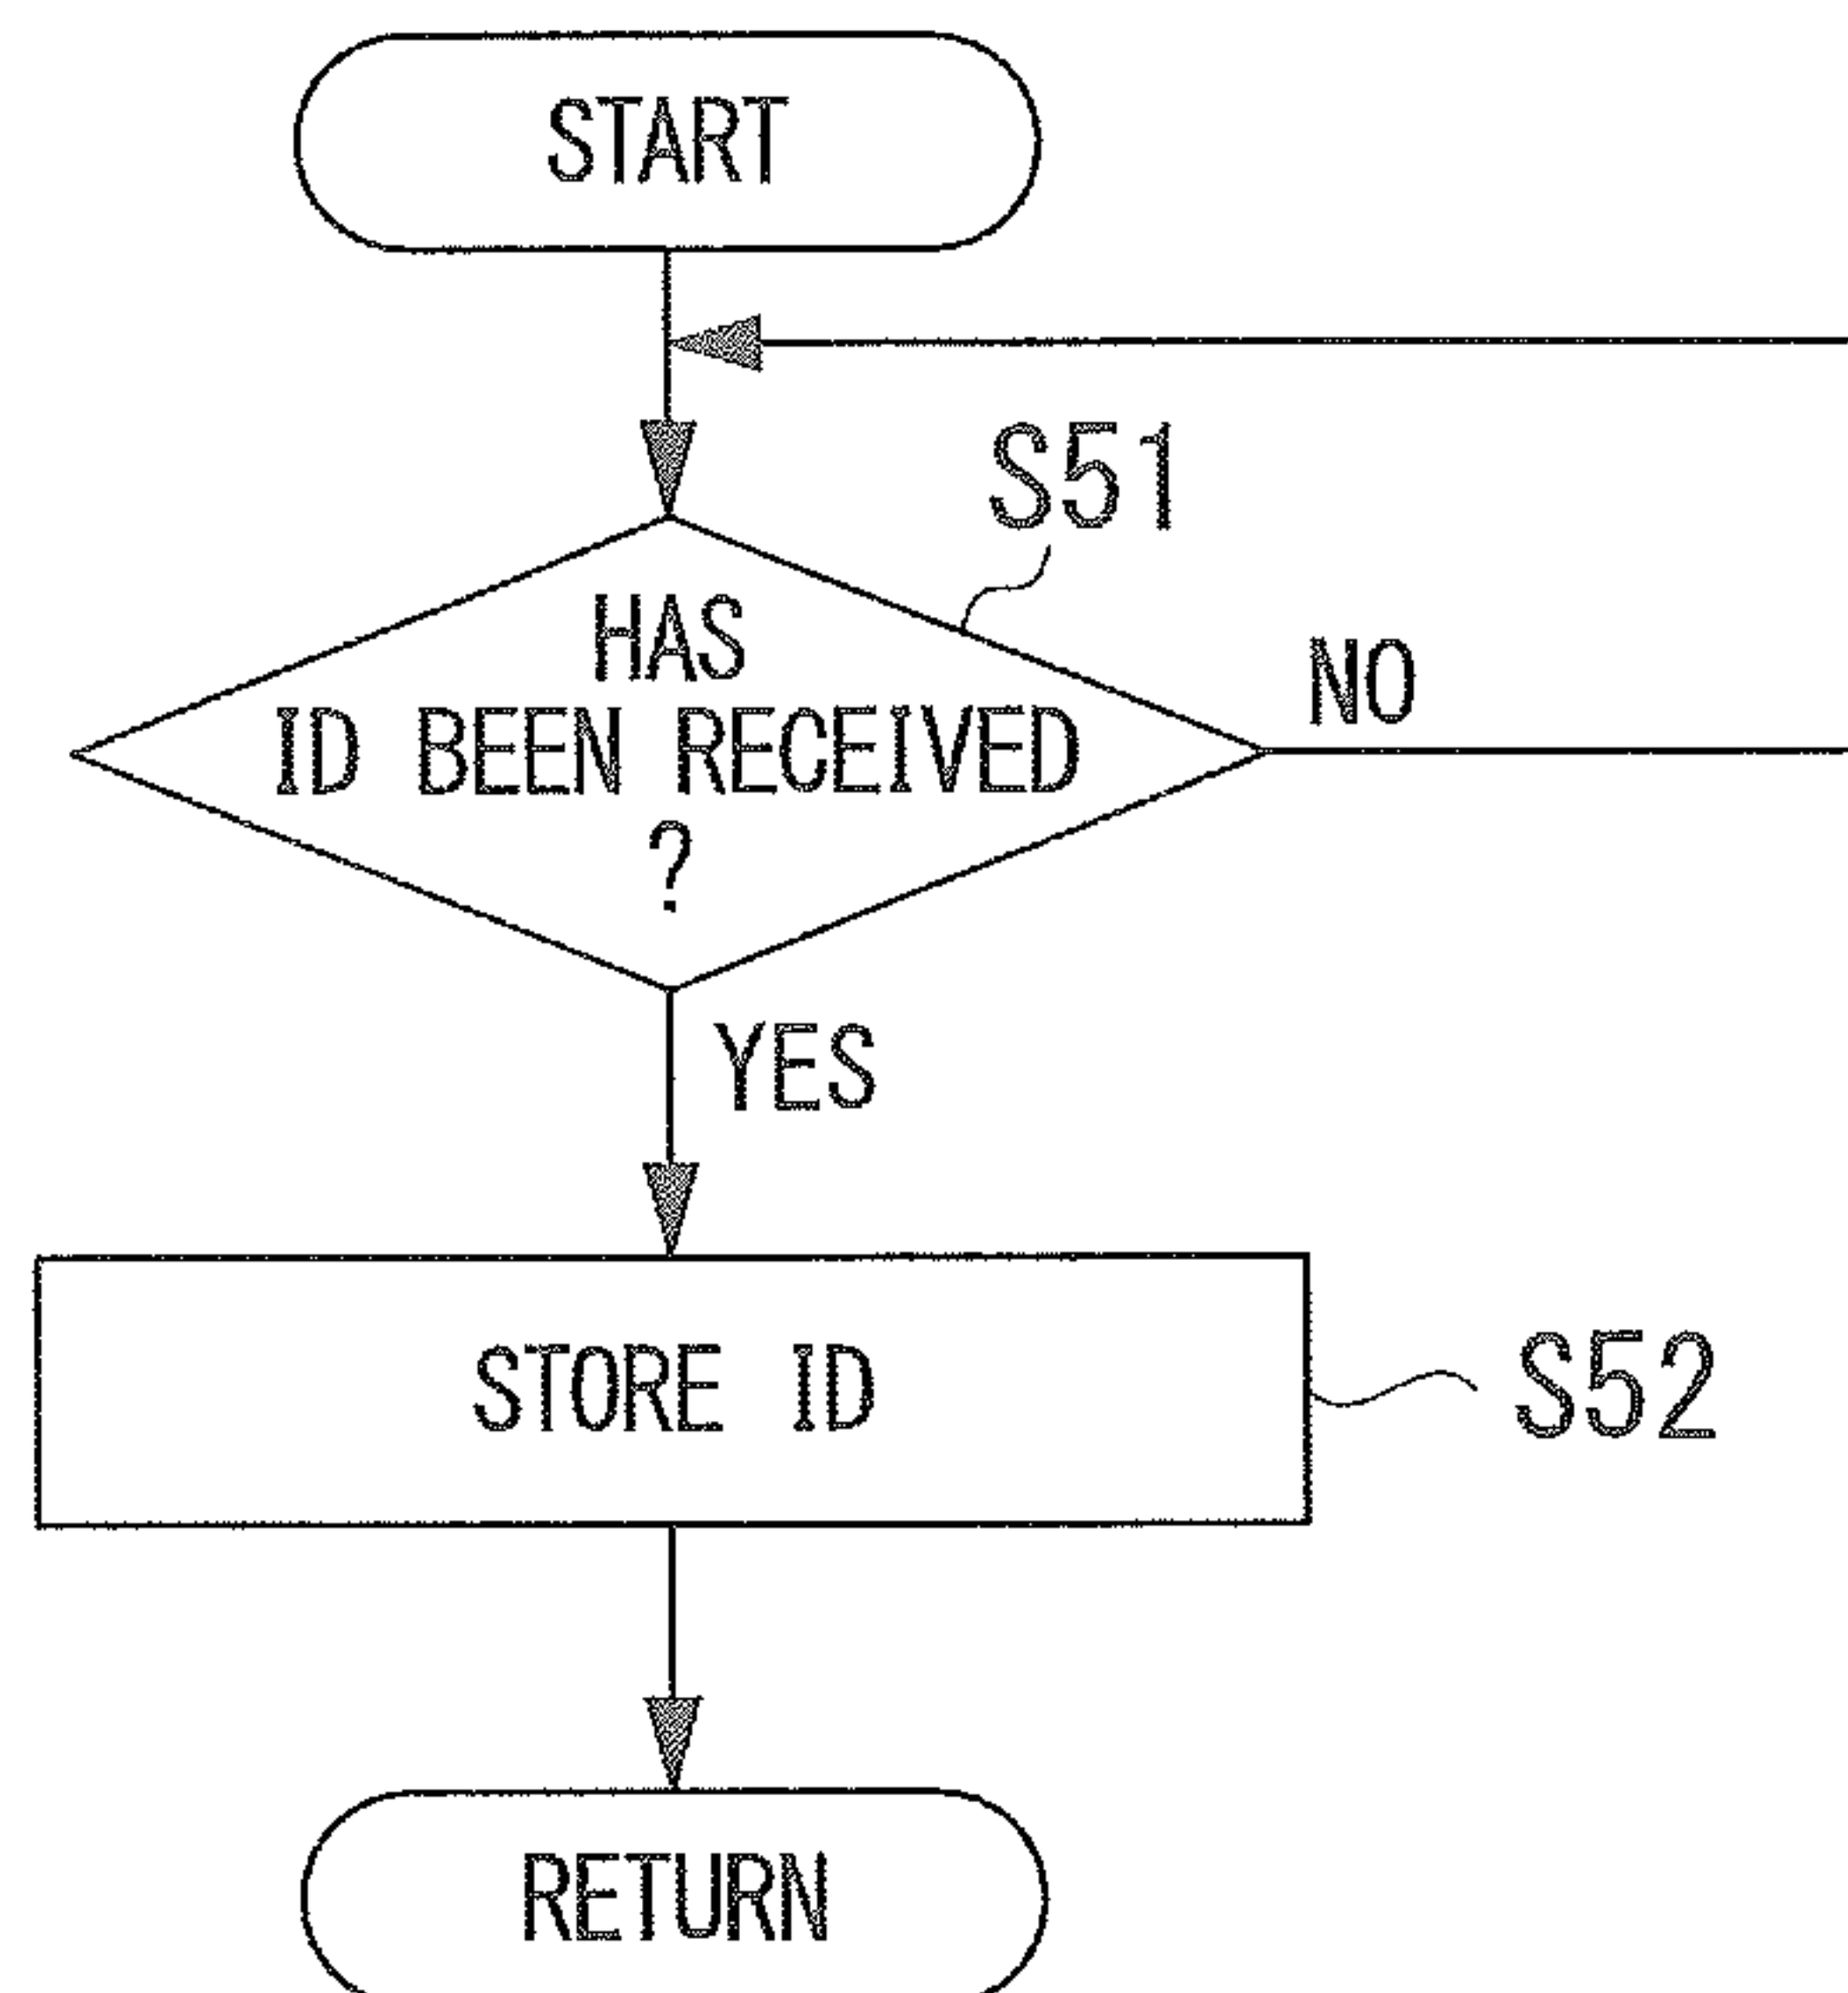 START
S51
HAS
ID BEEN RECEIVED
?
NO
YES
STORE ID
S52
RETURN